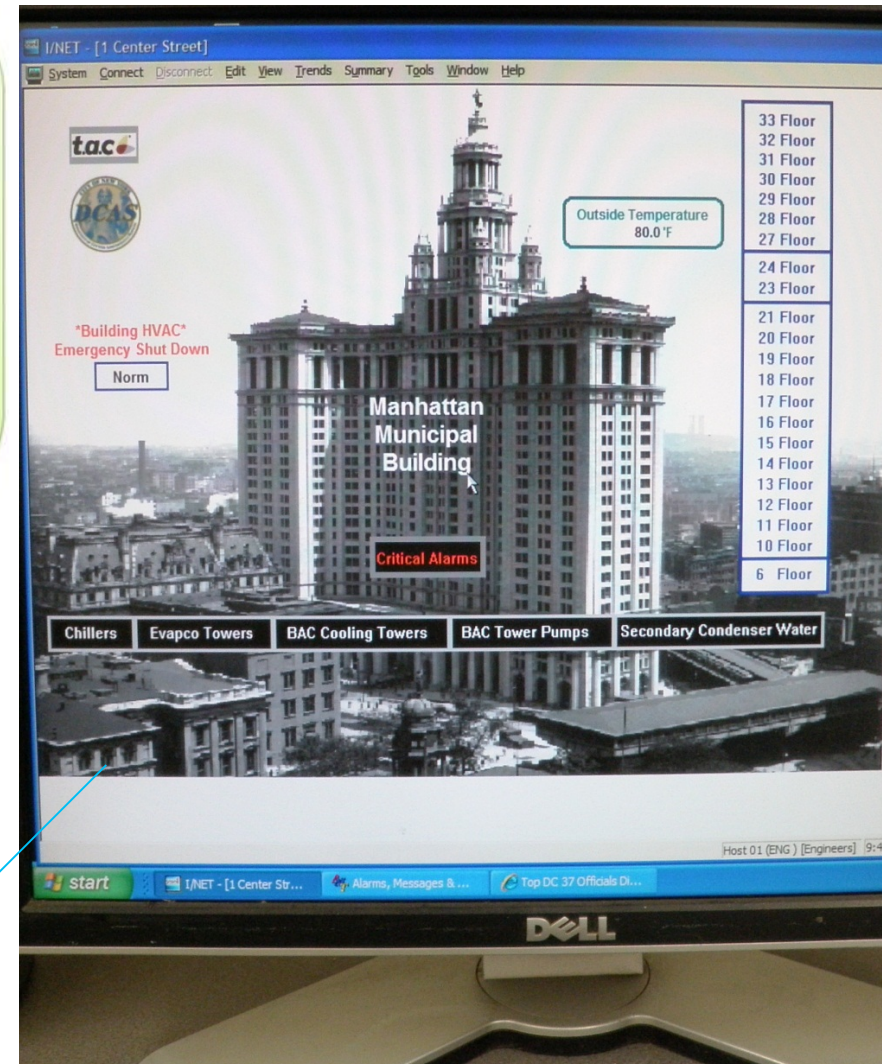 I/NET - [1 Center Street]
System Connect Disconnect Edit View Trends Summary Tools Window Help
t.a.c
DCAS
Outside Temperature
80.0 °F
*Building HVAC*
Emergency Shut Down
Norm
Manhattan
Municipal
Building
Critical Alarms
33 Floor
32 Floor
31 Floor
30 Floor
29 Floor
28 Floor
27 Floor
24 Floor
23 Floor
21 Floor
20 Floor
19 Floor
18 Floor
17 Floor
16 Floor
15 Floor
14 Floor
13 Floor
12 Floor
11 Floor
10 Floor
6 Floor
Chillers Evapco Towers BAC Cooling Towers BAC Tower Pumps Secondary Condenser Water
Host 01 (ENG ) [Engineers] 9:4
start I/NET - [1 Center Str... Alarms, Messages & ... Top DC 37 Officials Di...
DELL